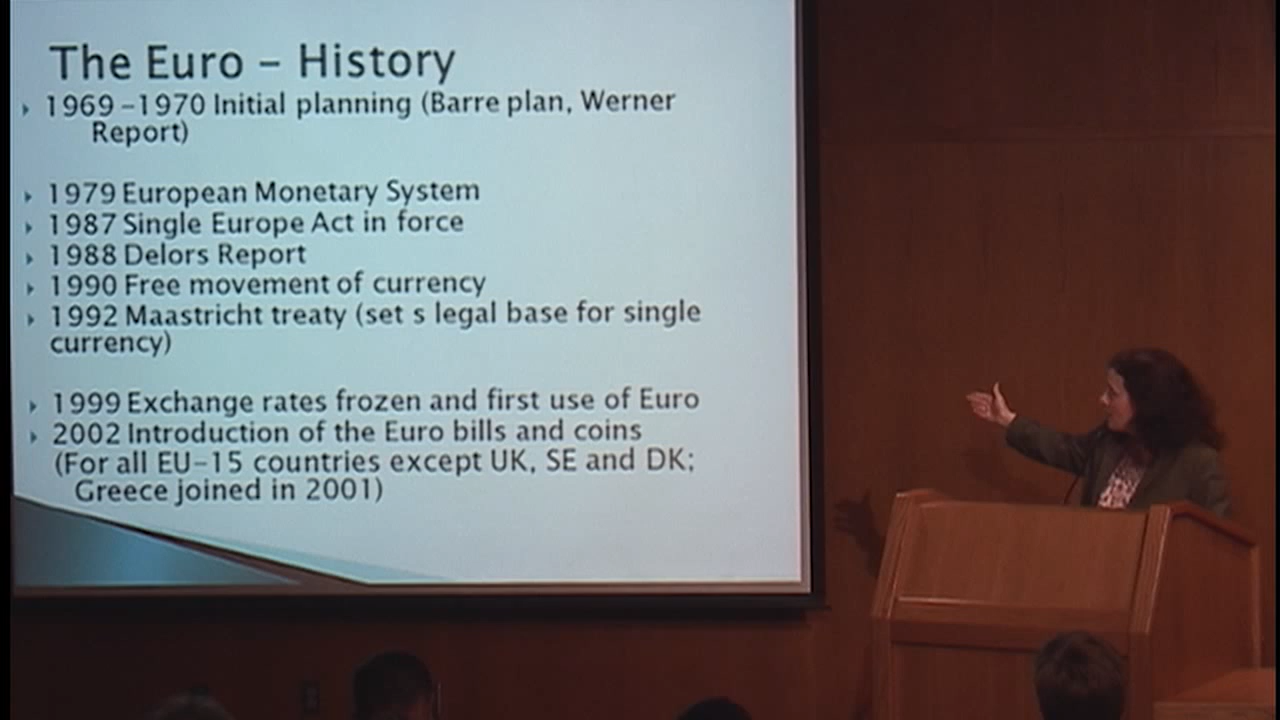 The Euro – History
1969 –1970 Initial planning (Barre plan, Werner
Report)
1979 European Monetary System
1987 Single Europe Act in force
1988 Delors Report
1990 Free movement of currency
1992 Maastricht treaty (set s legal base for single
currency)
1999 Exchange rates frozen and first use of Euro
2002 Introduction of the Euro bills and coins
(For all EU–15 countries except UK, SE and DK;
Greece joined in 2001)